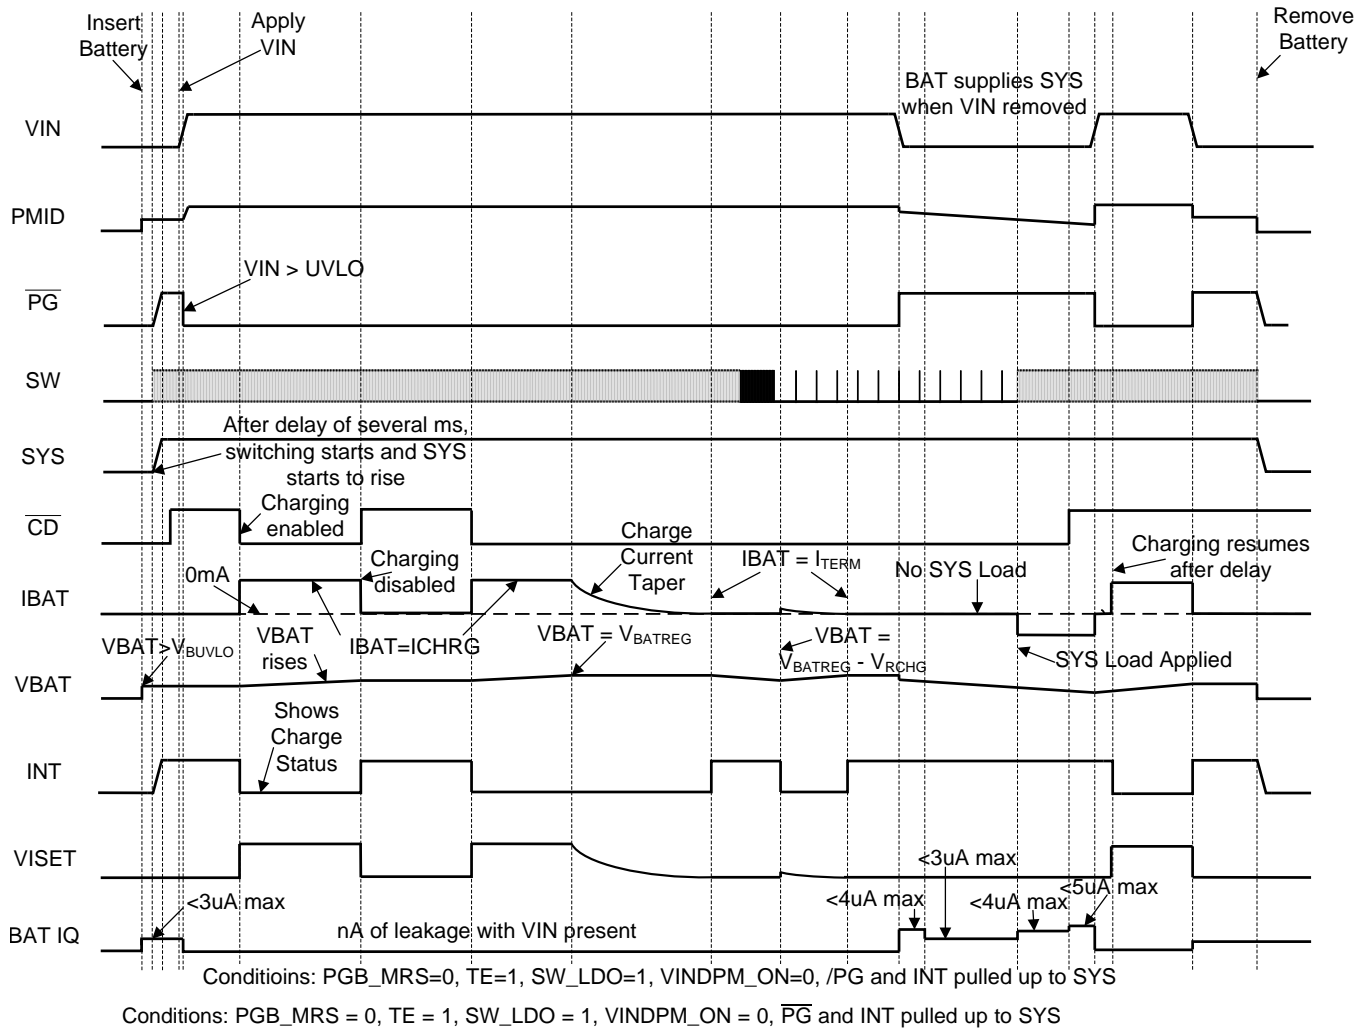 Insert
Battery
Apply
VIN
Remove
Battery
BAT supplies SYS
when VIN removed
VIN
PMID
VIN > UVLO
PG
SW
After delay of several ms,
switching starts and SYS
starts to rise
SYS
CD
Charging
enabled
Charging
disabled
Charge
Current
Taper
IBAT = ITERM
No SYS Load
Charging resumes
after delay
0mA
IBAT
VBAT>VBUVLO
VBAT
rises
IBAT=ICHRG
VBAT = VBATREG
VBAT =
VBATREG - VRCHG
SYS Load Applied
VBAT
Shows
Charge
Status
INT
VISET
<3uA max
<3uA max
<4uA max
<4uA max
<5uA max
BAT IQ
nA of leakage with VIN present
Conditioins: PGB_MRS=0, TE=1, SW_LDO=1, VINDPM_ON=0, /PG and INT pulled up to SYS
Conditions: PGB_MRS = 0, TE = 1, SW_LDO = 1, VINDPM_ON = 0, PG and INT pulled up to SYS